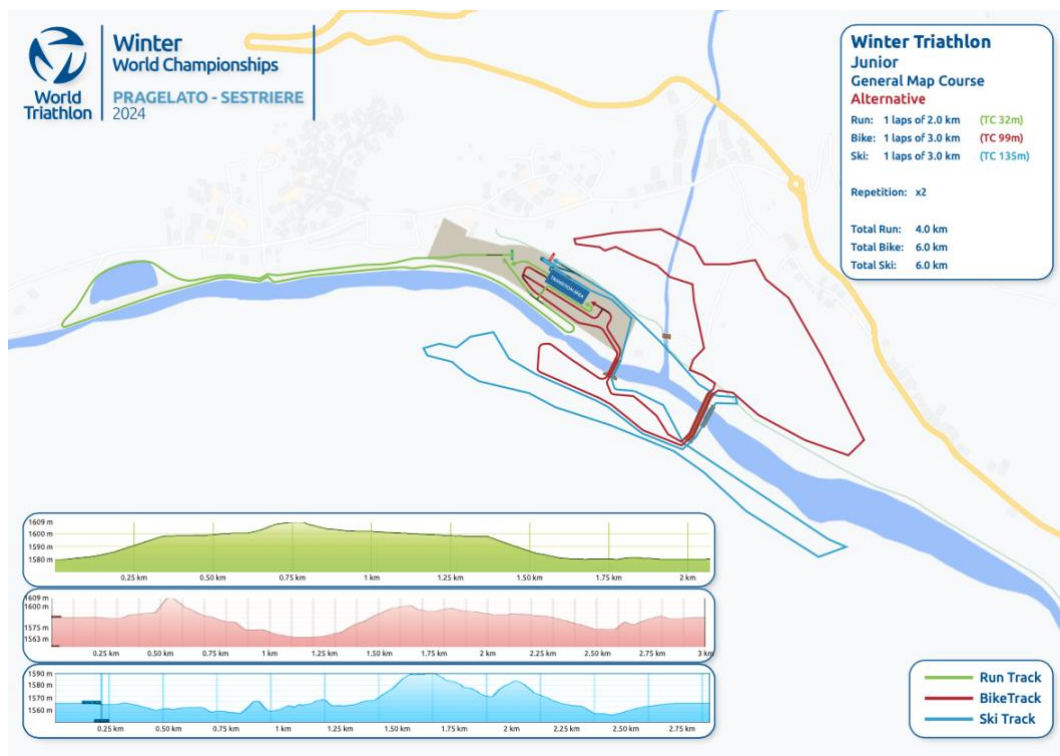 World
Triathlon
Winter
World Championships
PRAGELATO - SESTRIERE
2024
Winter Triathlon
Junior
General Map Course
Alternative
Run: 1 laps of 2.0 km (TC 32m)
Bike: 1 laps of 3.0 km (TC 99m)
Ski: 1 laps of 3.0 km (TC 135m)
Repetition: x2
Total Run: 4.0 km
Total Bike: 6.0 km
Total Ski: 6.0 km
TRANSITION AREA
1609 m
1600 m
1590 m
1580 m
0.25 km 0.50 km 0.75 km 1 km 1.25 km 1.50 km 1.75 km 2 km
1609 m
1600 m
1575 m
1563 m
0.25 km 0.50 km 0.75 km 1 km 1.25 km 1.50 km 1.75 km 2 km 2.25 km 2.50 km 2.75 km 3 km
1590 m
1580 m
1570 m
1560 m
0.25 km 0.50 km 0.75 km 1 km 1.25 km 1.50 km 1.75 km 2 km 2.25 km 2.50 km 2.75 km
Run Track
BikeTrack
Ski Track